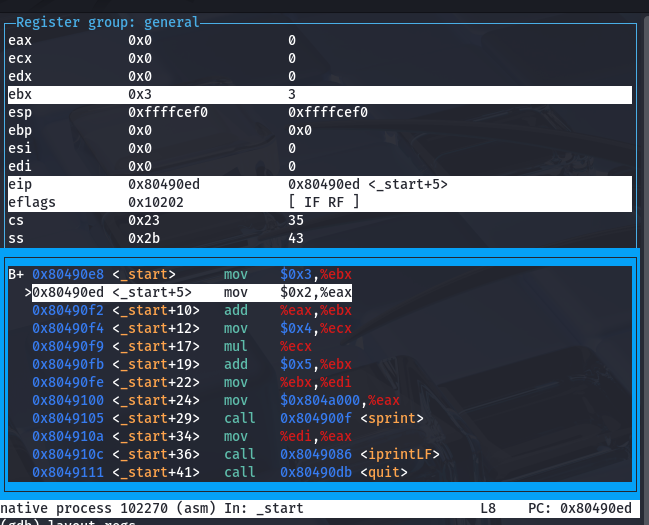 Register group: general
eax 0x0 0
ecx 0x0 0
edx 0x0 0
ebx 0x3 3
esp 0xffffcef0 0xffffcef0
ebp 0x0 0x0
esi 0x0 0
edi 0x0 0
eip 0x80490ed 0x80490ed <_start+5>
eflags 0x10202 [ IF RF ]
cs 0x23 35
ss 0x2b 43
B+ 0x80490e8 <_start> mov $0x3,%ebx
>0x80490ed <_start+5> mov $0x2,%eax
0x80490f2 <_start+10> add %eax,%ebx
0x80490f4 <_start+12> mov $0x4,%ecx
0x80490f9 <_start+17> mul %ecx
0x80490fb <_start+19> add $0x5,%ebx
0x80490fe <_start+22> mov %ebx,%edi
0x8049100 <_start+24> mov $0x804a000,%eax
0x8049105 <_start+29> call 0x804900f <sprint>
0x804910a <_start+34> mov %edi,%eax
0x804910c <_start+36> call 0x8049086 <iprintLF>
0x8049111 <_start+41> call 0x80490db <quit>
native process 102270 (asm) In: _start L8 PC: 0x80490ed
(gdb) layout regs